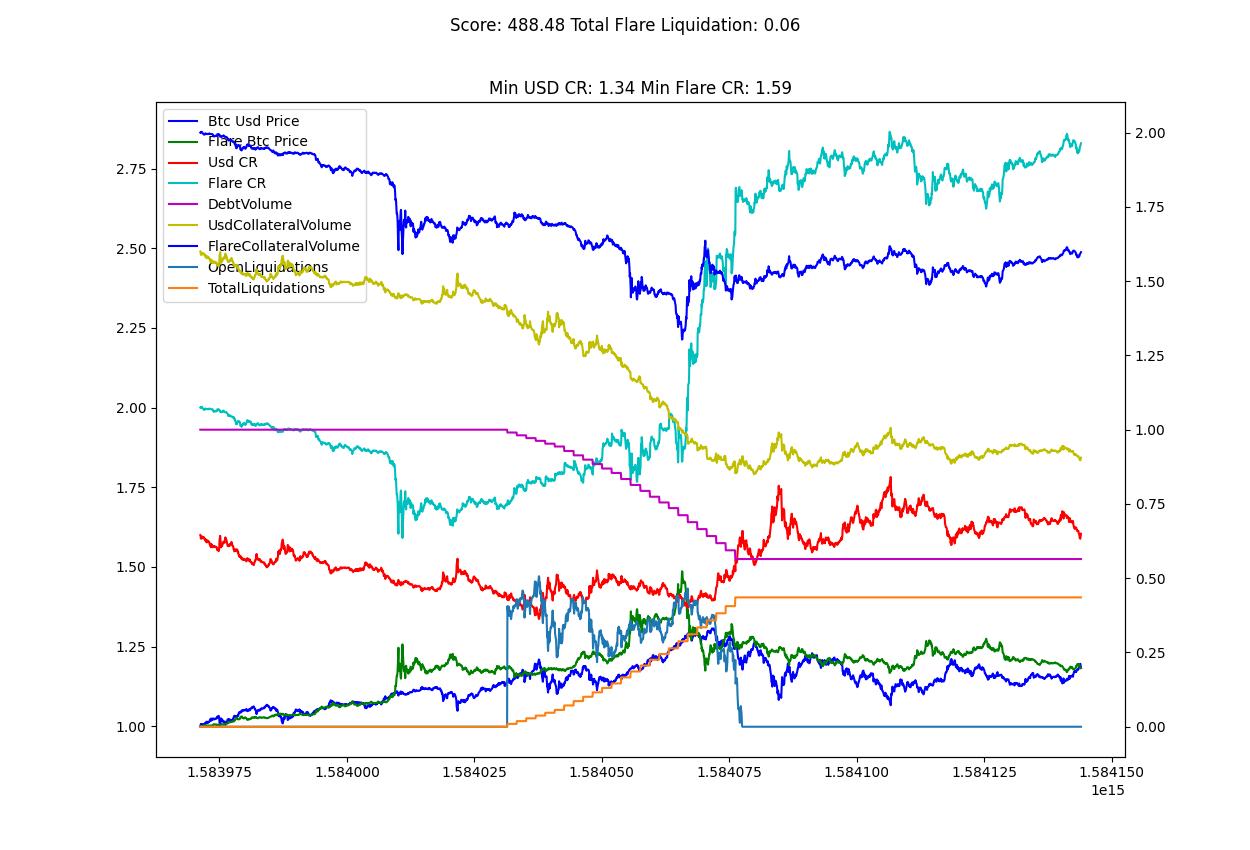 Score: 488.48 Total Flare Liquidation: 0.06
Min USD CR: 1.34 Min Flare CR: 1.59
Btc Usd Price
Flare Btc Price
Usd CR
Flare CR
DebtVolume
UsdCollateralVolume
FlareCollateralVolume
OpenLiquidations
TotalLiquidations
2.75
2.50
2.25
2.00
1.75
1.50
1.25
1.00
2.00
1.75
1.50
1.25
1.00
0.75
0.50
0.25
0.00
1.583975 1.584000 1.584025 1.584050 1.584075 1.584100 1.584125 1.584150
1e15